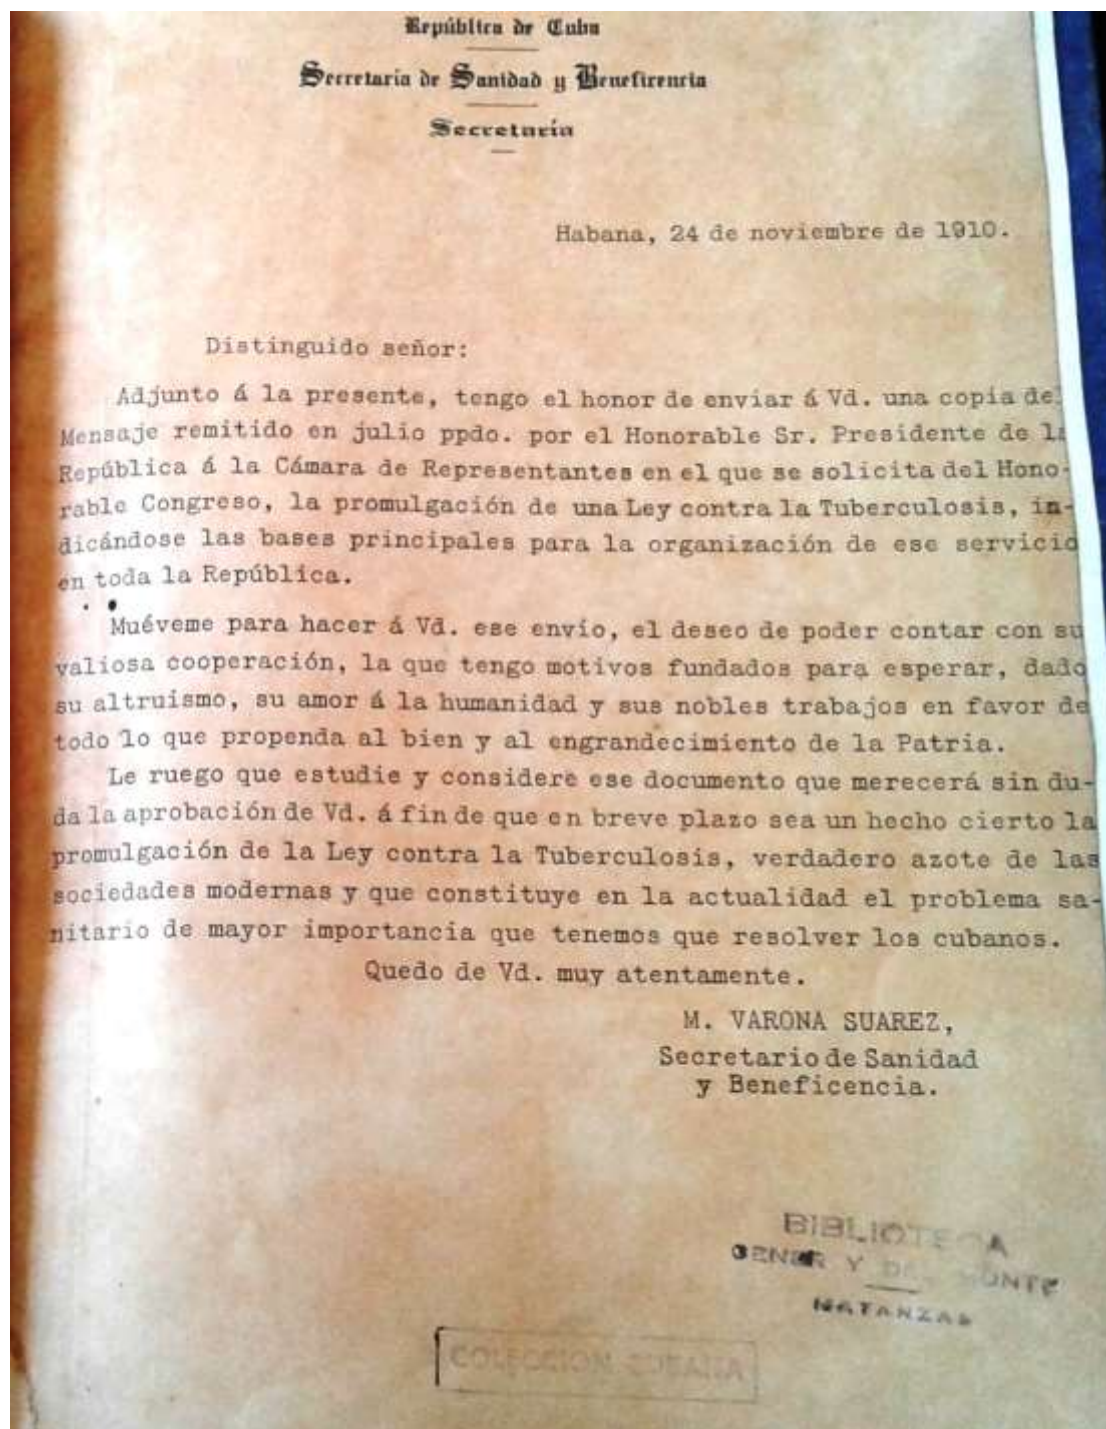 República de Cuba
Secretaría de Sanidad y Beneficencia
Secretaría
Habana, 24 de noviembre de 1910.
Distinguido señor:
Adjunto á la presente, tengo el honor de enviar á Vd. una copia del
Mensaje remitido en julio ppdo. por el Honorable Sr. Presidente de la
República á la Cámara de Representantes en el que se solicita del Hono-
rable Congreso, la promulgación de una Ley contra la Tuberculosis, in-
dicándose las bases principales para la organización de ese servicio
en toda la República.
Muéveme para hacer á Vd. ese envío, el deseo de poder contar con su
valiosa cooperación, la que tengo motivos fundados para esperar, dado
su altruismo, su amor á la humanidad y sus nobles trabajos en favor de
todo lo que propenda al bien y al engrandecimiento de la Patria.
Le ruego que estudie y considere ese documento que merecerá sin du-
da la aprobación de Vd. á fin de que en breve plazo sea un hecho cierto la
promulgación de la Ley contra la Tuberculosis, verdadero azote de las
sociedades modernas y que constituye en la actualidad el problema sa-
nitario de mayor importancia que tenemos que resolver los cubanos.
Quedo de Vd. muy atentamente.
M. VARONA SUAREZ,
Secretario de Sanidad
y Beneficencia.
BIBLIOTECA
GENER Y DEL MONTE
MATANZAS
COLECCION CUBANA